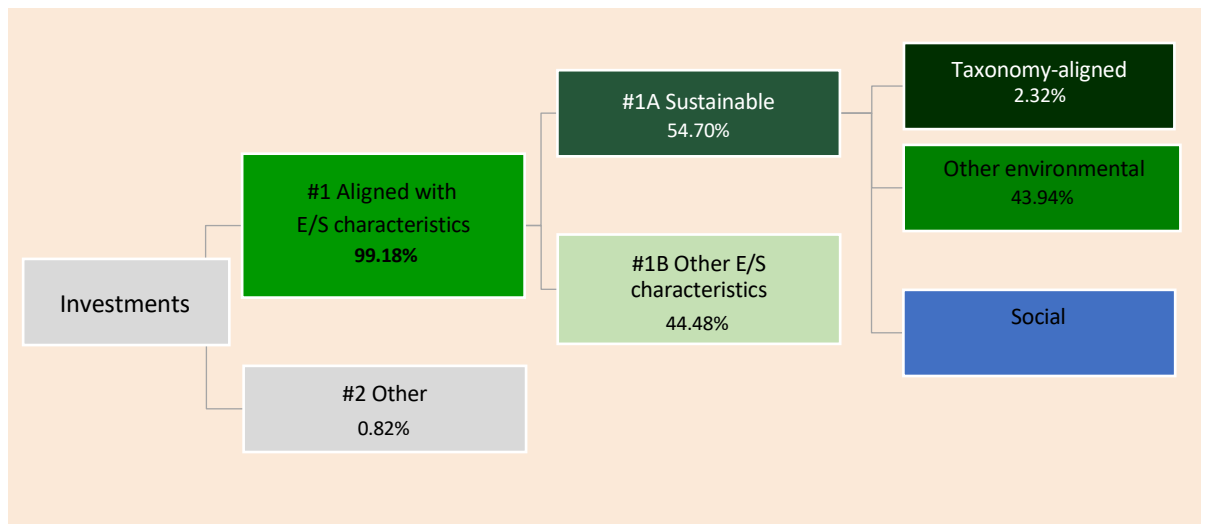 Investments
#1 Aligned with
E/S characteristics
99.18%
#2 Other
0.82%
#1A Sustainable
54.70%
#1B Other E/S
characteristics
44.48%
Taxonomy-aligned
2.32%
Other environmental
43.94%
Social